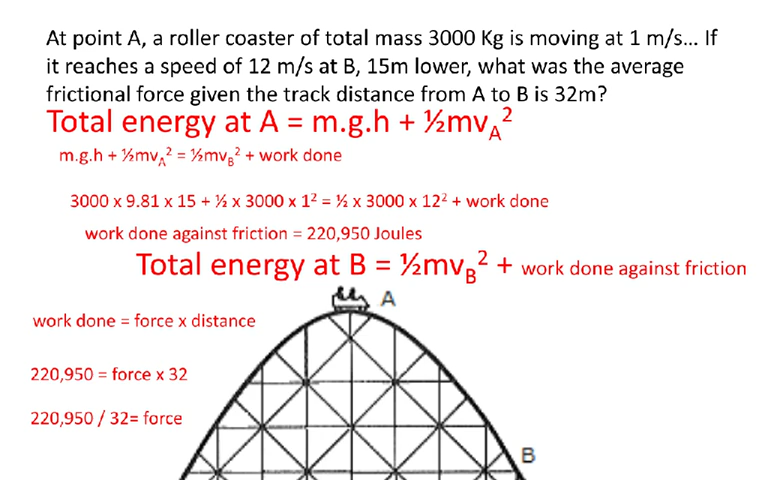 At point A, a roller coaster of total mass 3000 Kg is moving at 1 m/s... If
it reaches a speed of 12 m/s at B, 15m lower, what was the average
frictional force given the track distance from A to B is 32m?
Total energy at A = m.g.h + ½mv_A²
m.g.h + ½mv_A² = ½mv_B² + work done
3000 x 9.81 x 15 + ½ x 3000 x 1² = ½ x 3000 x 12² + work done
work done against friction = 220,950 Joules
Total energy at B = ½mv_B² + work done against friction
A
work done = force x distance
220,950 = force x 32
220,950 / 32= force
B